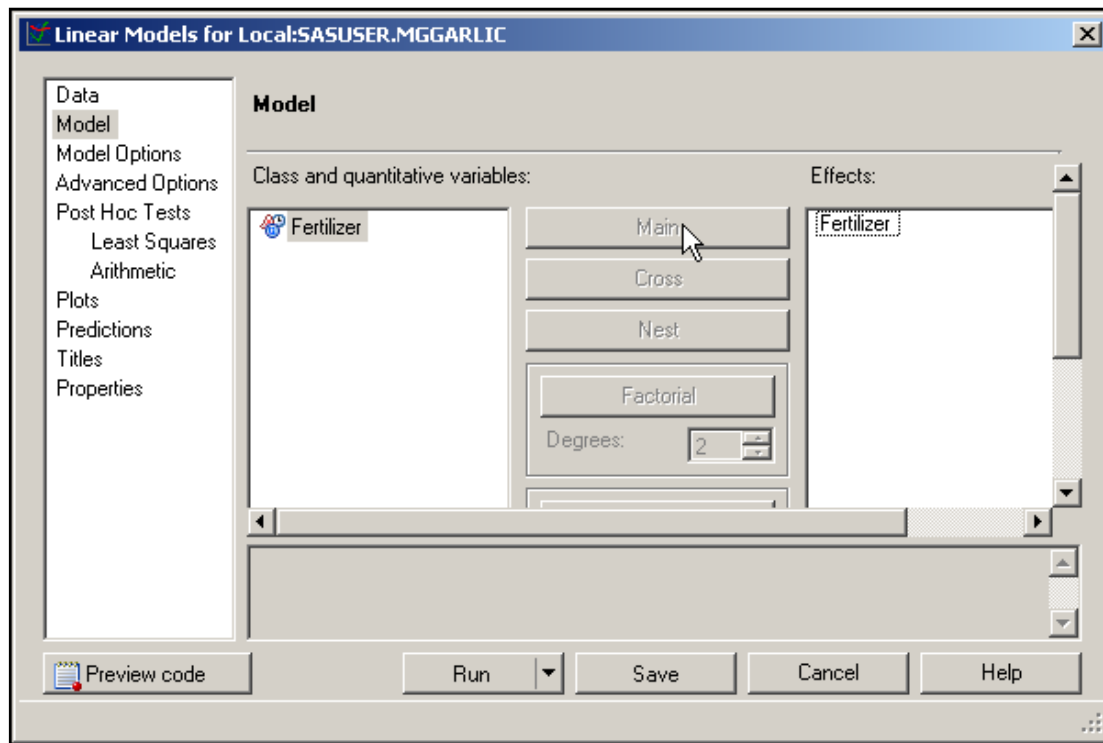 Linear Models for Local:SASUSER.MGGARLIC
Data
Model
Model Options
Advanced Options
Post Hoc Tests
Least Squares
Arithmetic
Plots
Predictions
Titles
Properties
Model
Class and quantitative variables:
Effects:
Fertilizer
Main
Cross
Nest
Factorial
Degrees:
2
Fertilizer
Preview code
Run
Save
Cancel
Help